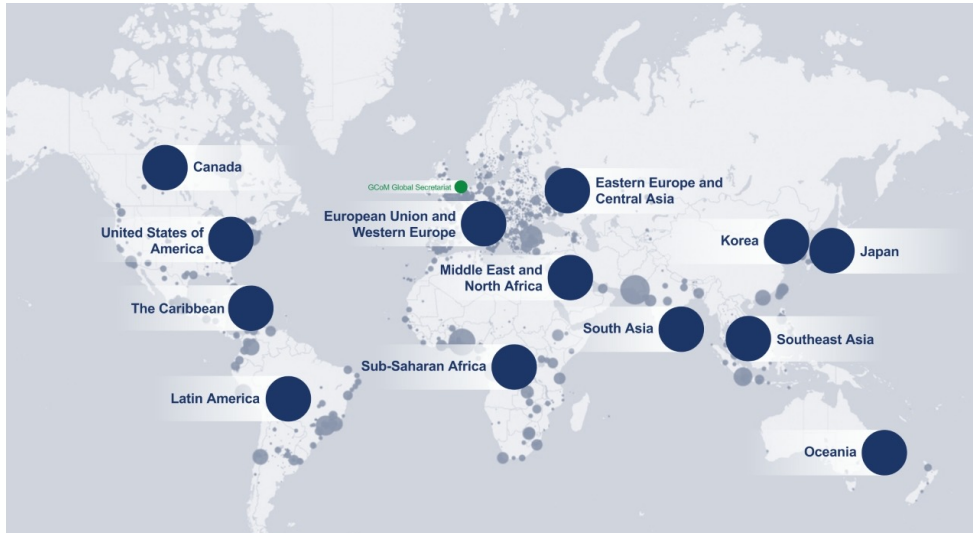 Canada
GCoM Global Secretariat
Eastern Europe and
Central Asia
European Union and
Western Europe
United States of
America
Korea
Japan
Middle East and
North Africa
The Caribbean
South Asia
Southeast Asia
Sub-Saharan Africa
Latin America
Oceania